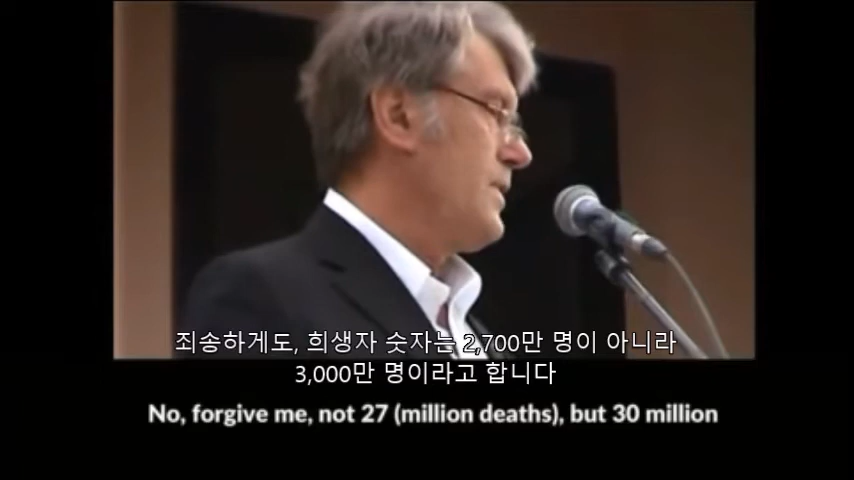 죄송하게도, 희생자 숫자는 2,700만 명이 아니라
3,000만 명이라고 합니다
No, forgive me, not 27 (million deaths), but 30 million